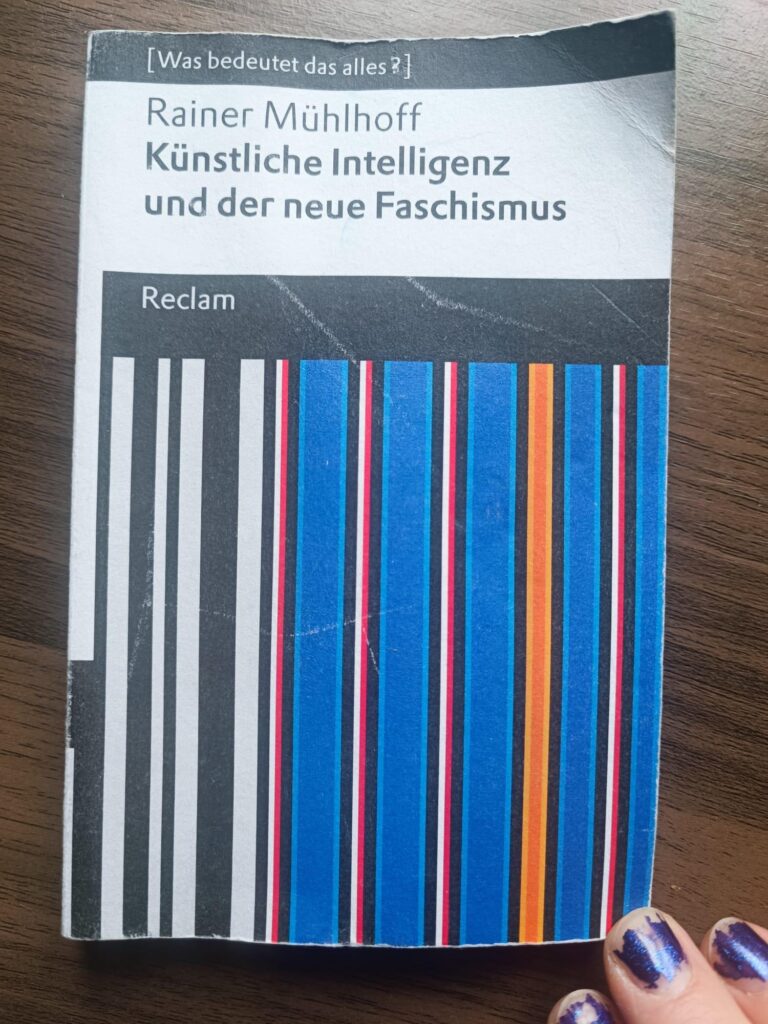 [Was bedeutet das alles?]
Rainer Mühlhoff
Künstliche Intelligenz
und der neue Faschismus
Reclam